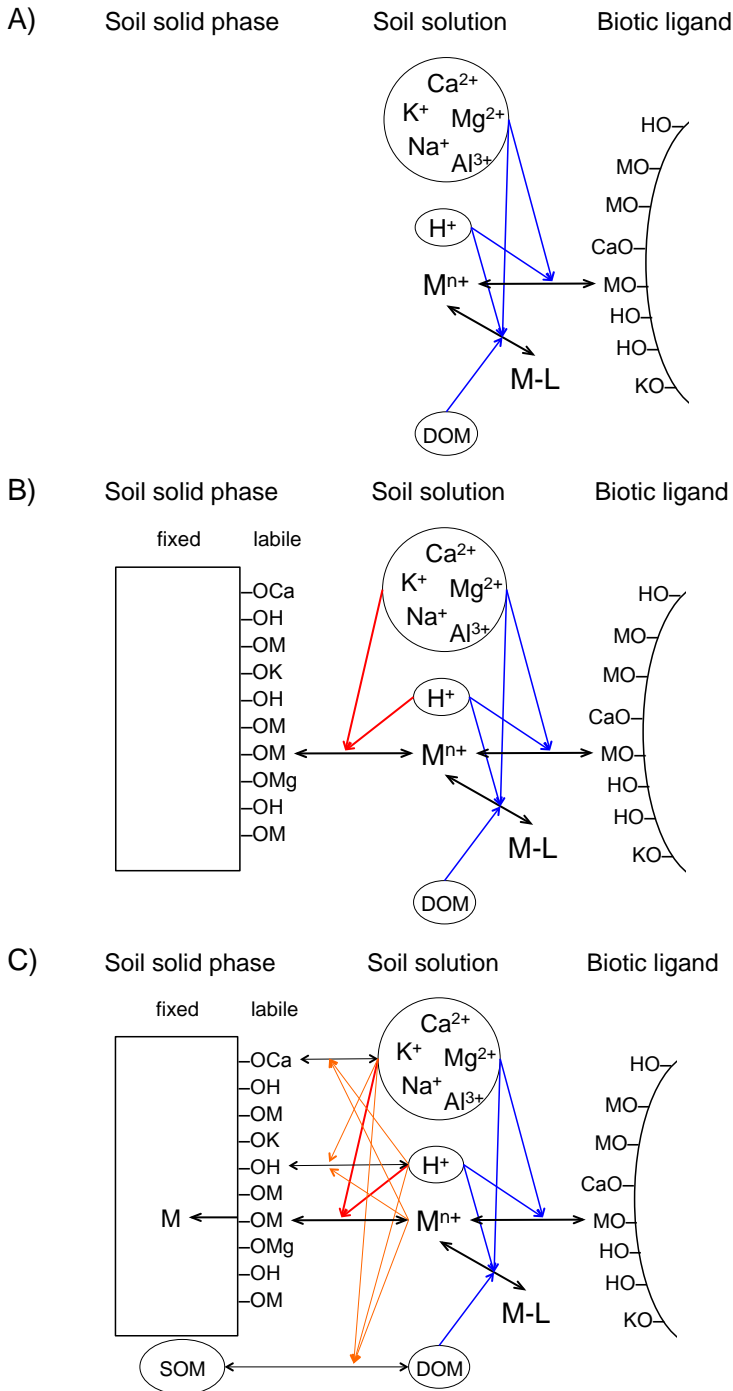 A) Soil solid phase Soil solution Biotic ligand
Ca²⁺
K⁺ Mg²⁺
Na⁺
Al³⁺
HO–
MO–
MO–
H⁺
CaO–
Mⁿ⁺
MO–
HO–
HO–
M-L
KO–
DOM
B) Soil solid phase Soil solution Biotic ligand
fixed labile
Ca²⁺
–OCa K⁺ Mg²⁺ HO–
–OH Na⁺
Al³⁺
–OM MO–
–OK MO–
–OH H⁺
–OM CaO–
–OM Mⁿ⁺ MO–
–OMg HO–
–OH HO–
–OM M-L
KO–
DOM
C) Soil solid phase Soil solution Biotic ligand
fixed labile
Ca²⁺
–OCa K⁺ Mg²⁺ HO–
–OH Na⁺
Al³⁺
–OM MO–
–OK MO–
–OH H⁺
–OM CaO–
M –OM Mⁿ⁺ MO–
–OMg HO–
–OH HO–
–OM M-L
KO–
SOM DOM